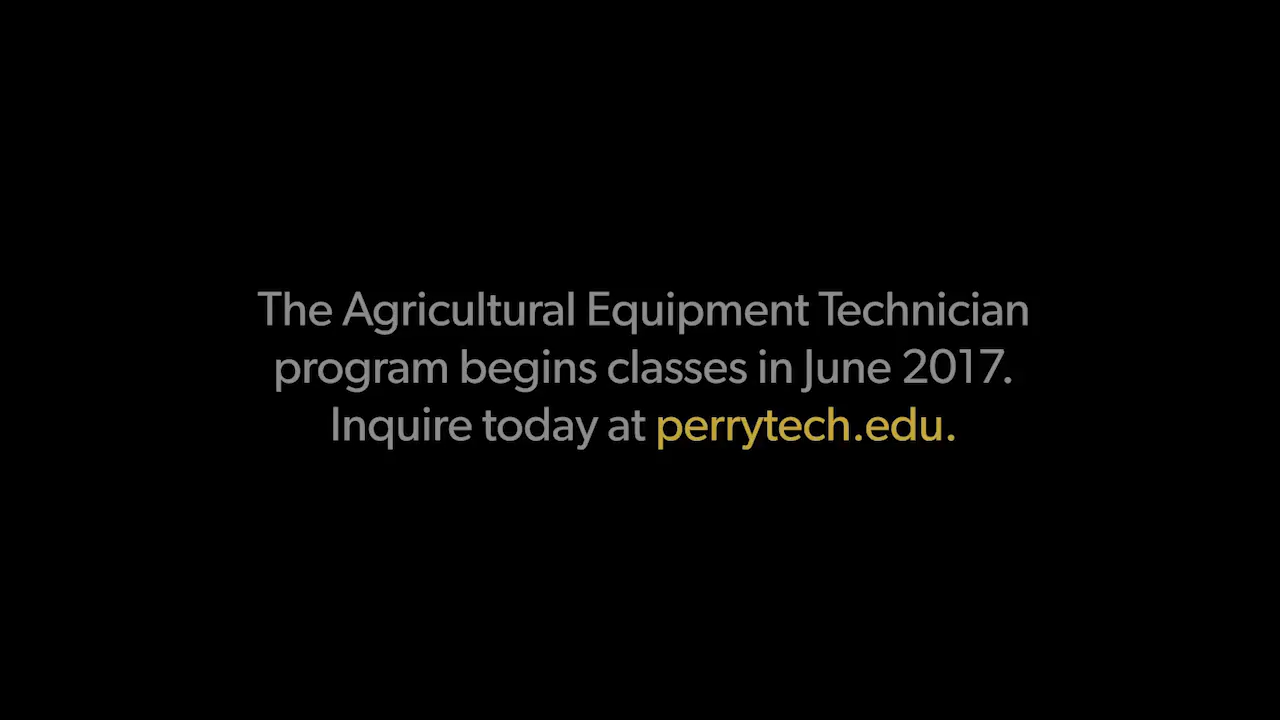 The Agricultural Equipment Technician
program begins classes in June 2017.
Inquire today at perrytech.edu.